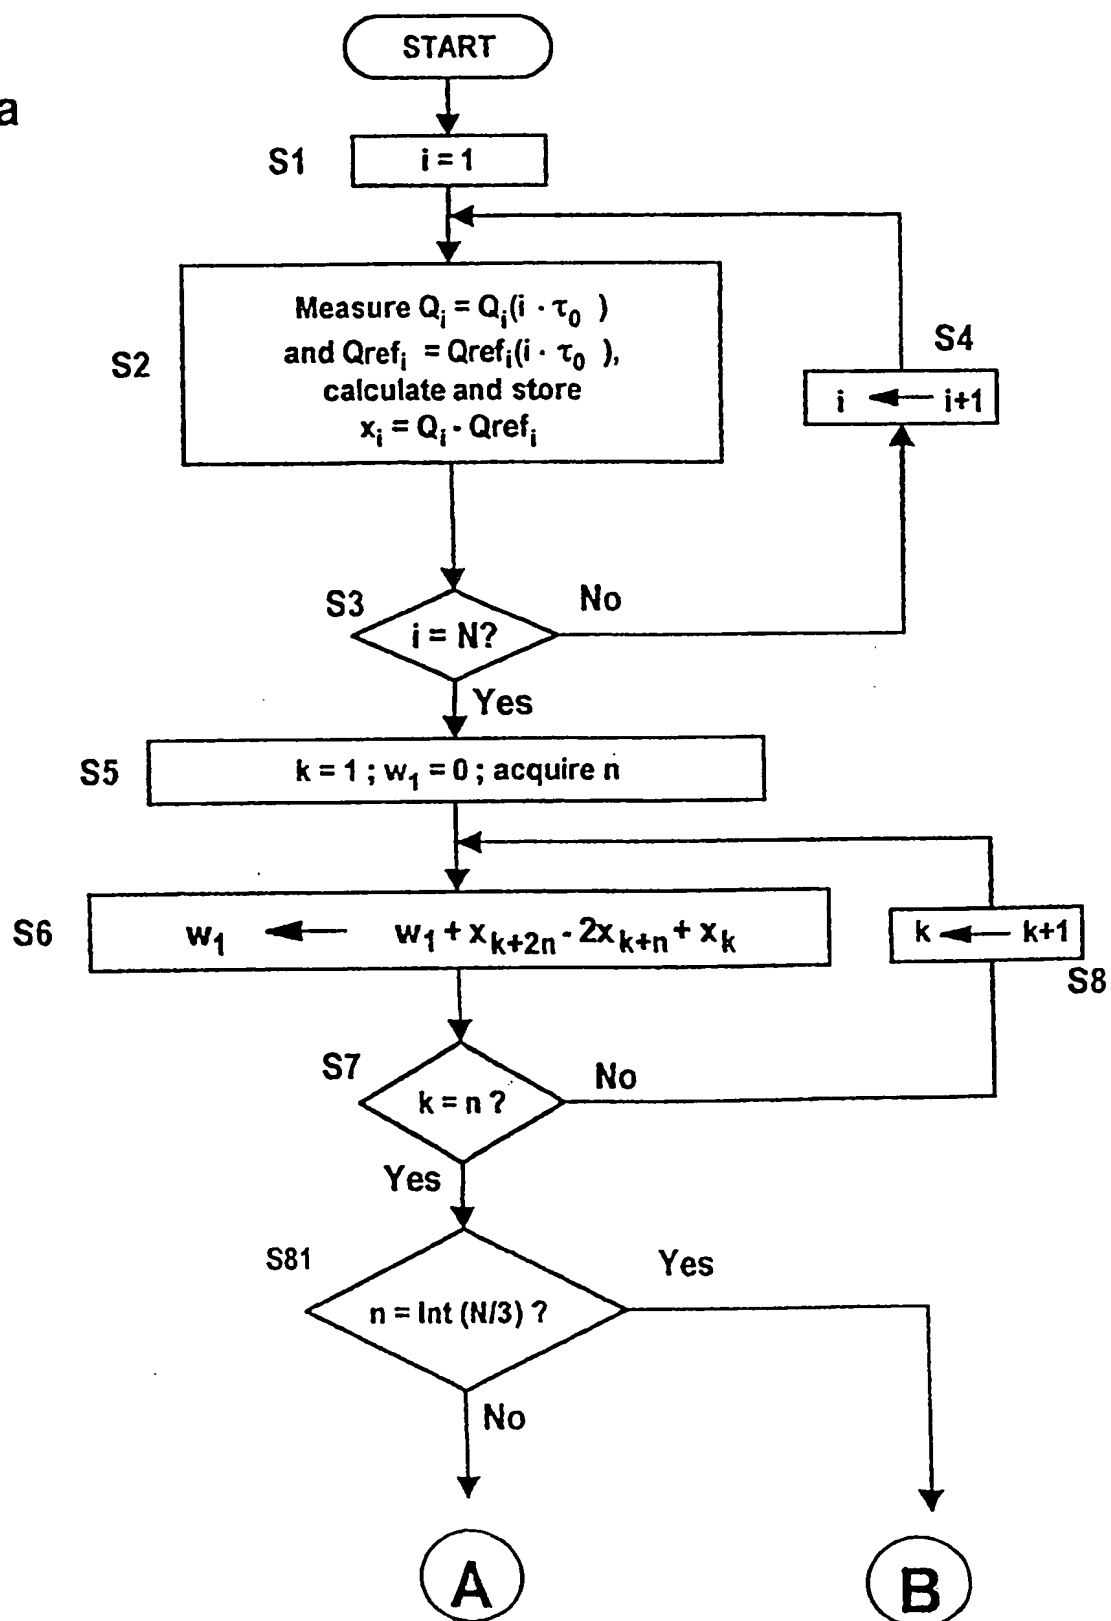 a
START
S1
i = 1
S2
Measure Qi = Qi(i · τ0 )
and Qrefi = Qrefi(i · τ0 ),
calculate and store
xi = Qi - Qrefi
S4
i ← i+1
S3
i = N?
No
Yes
S5
k = 1 ; w1 = 0 ; acquire n
S6
w1 ← w1 + xk+2n - 2xk+n + xk
k ← k+1
S8
S7
k = n ?
No
Yes
S81
n = Int (N/3) ?
Yes
No
A
B